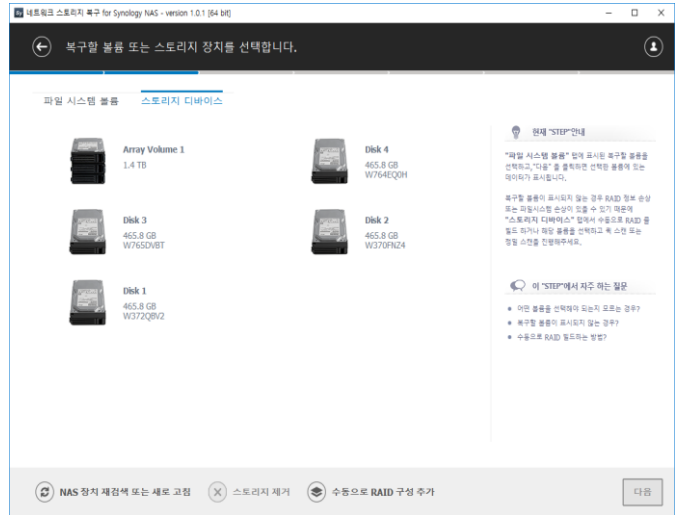 네트워크 스토리지 복구 for Synology NAS - version 1.0.1 [64 bit]
복구할 볼륨 또는 스토리지 장치를 선택합니다.
파일 시스템 볼륨
스토리지 디바이스
Array Volume 1
1.4 TB
Disk 4
465.8 GB
W764EQ0H
Disk 3
465.8 GB
W765DVBT
Disk 2
465.8 GB
W370FNZ4
Disk 1
465.8 GB
W372QBV2
현재 "STEP"안내
"파일 시스템 볼륨" 탭에 표시된 복구할 볼륨을
선택하고,"다음" 을 클릭하면 선택된 볼륨에 있는
데이터가 표시됩니다.
복구할 볼륨이 표시되지 않는 경우 RAID 정보 손상
또는 파일시스템 손상이 있을 수 있기 때문에
"스토리지 디바이스" 탭에서 수동으로 RAID 를
빌드 하거나 해당 볼륨을 선택하고 퀵 스캔 또는
정밀 스캔을 진행해주세요.
이 "STEP"에서 자주 하는 질문
어떤 볼륨을 선택해야 되는지 모르는 경우?
복구할 볼륨이 표시되지 않는 경우?
수동으로 RAID 빌드하는 방법?
NAS 장치 재검색 또는 새로 고침
스토리지 제거
수동으로 RAID 구성 추가
다음